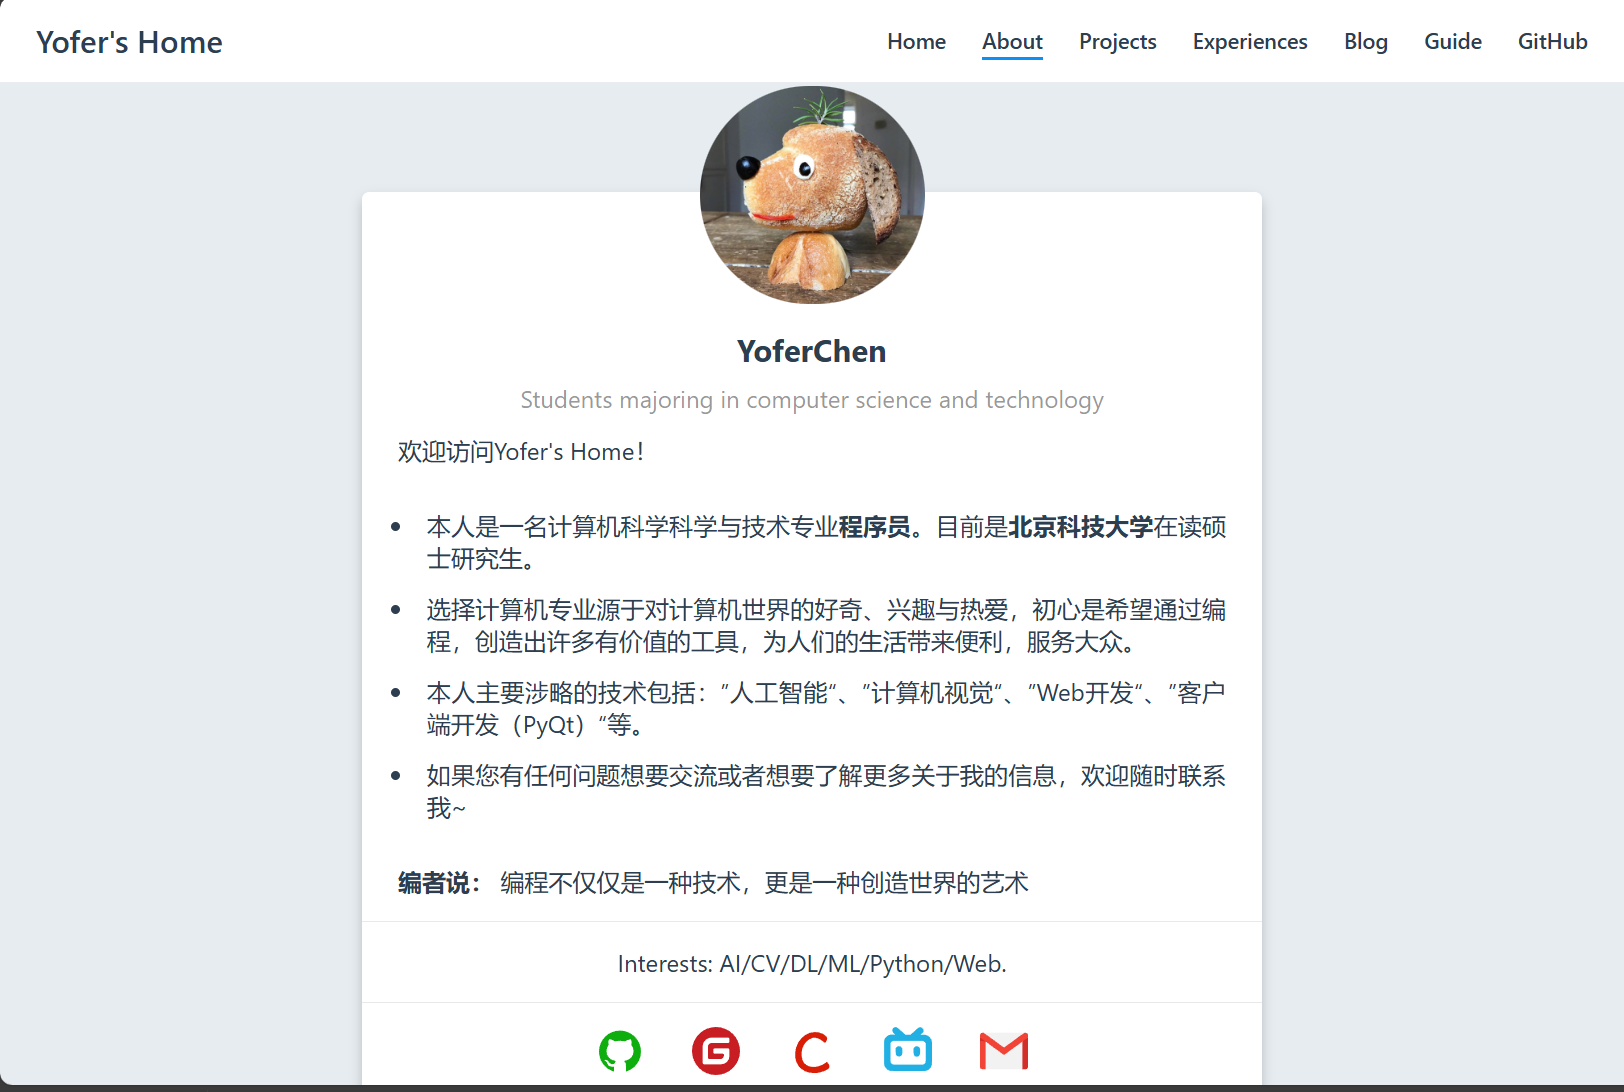 Yofer's Home
Home About Projects Experiences Blog Guide GitHub
YoferChen
Students majoring in computer science and technology
欢迎访问Yofer's Home！
本人是一名计算机科学科学与技术专业程序员。目前是北京科技大学在读硕
士研究生。
选择计算机专业源于对计算机世界的好奇、兴趣与热爱，初心是希望通过编
程，创造出许多有价值的工具，为人们的生活带来便利，服务大众。
本人主要涉略的技术包括：”人工智能“、”计算机视觉“、”Web开发“、”客户
端开发（PyQt）“等。
如果您有任何问题想要交流或者想要了解更多关于我的信息，欢迎随时联系
我~
编者说： 编程不仅仅是一种技术，更是一种创造世界的艺术
Interests: AI/CV/DL/ML/Python/Web.